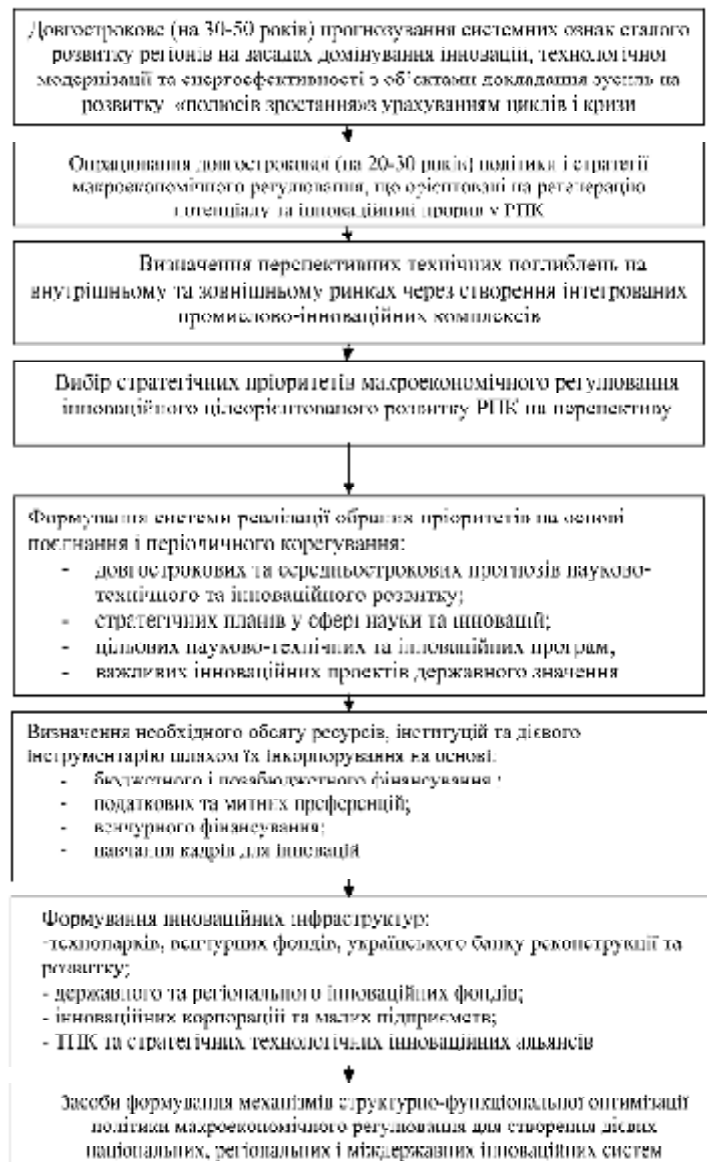 Довгострокове (на 30-50 років) прогнозування системних ознак сталого
розвитку регіонів на засадах домінування інновацій, технологічної
модернізації та енергоефективності з об'єктами докладання зусиль на
розвитку «полюсів зростання»з урахуванням циклів і кризи
Опрацювання довгострокової (на 20-30 років) політики і стратегії
макроекономічного регулювання, що орієнтовані на регенерацію
потенціалу та інноваційний прорив у РПК
Визначення перспективних технічних поглиблень на
внутрішньому та зовнішньому ринках через створення інтегрованих
промислово-інноваційних комплексів
Вибір стратегічних пріоритетів макроекономічного регулювання
інноваційного цілеорієнтованого розвитку РПК на перспективу
Формування системи реалізації обраних пріоритетів на основі
поєднання і періодичного корегування:
- довгострокових та середньострокових прогнозів науково-
технічного та інноваційного розвитку;
- стратегічних планів у сфері науки та інновацій;
- цільових науково-технічних та інноваційних програм,
- важливих інноваційних проектів державного значення
Визначення необхідного обсягу ресурсів, інституцій та дієвого
інструментарію шляхом їх інкорпорування на основі:
- бюджетного і позабюджетного фінансування ;
- податкових та митних преференцій;
- венчурного фінансування;
- навчання кадрів для інновацій
Формування інноваційних інфраструктур:
-технопарків, венчурних фондів, українського банку реконструкції та
розвитку;
- державного та регіонального інноваційних фондів;
- інноваційних корпорацій та малих підприємств;
- ТПК та стратегічних технологічних інноваційних альянсів
Засоби формування механізмів структурно-функціональної оптимізації
політики макроекономічного регулювання для створення дієвих
національних, регіональних і міждержавних інноваційних систем